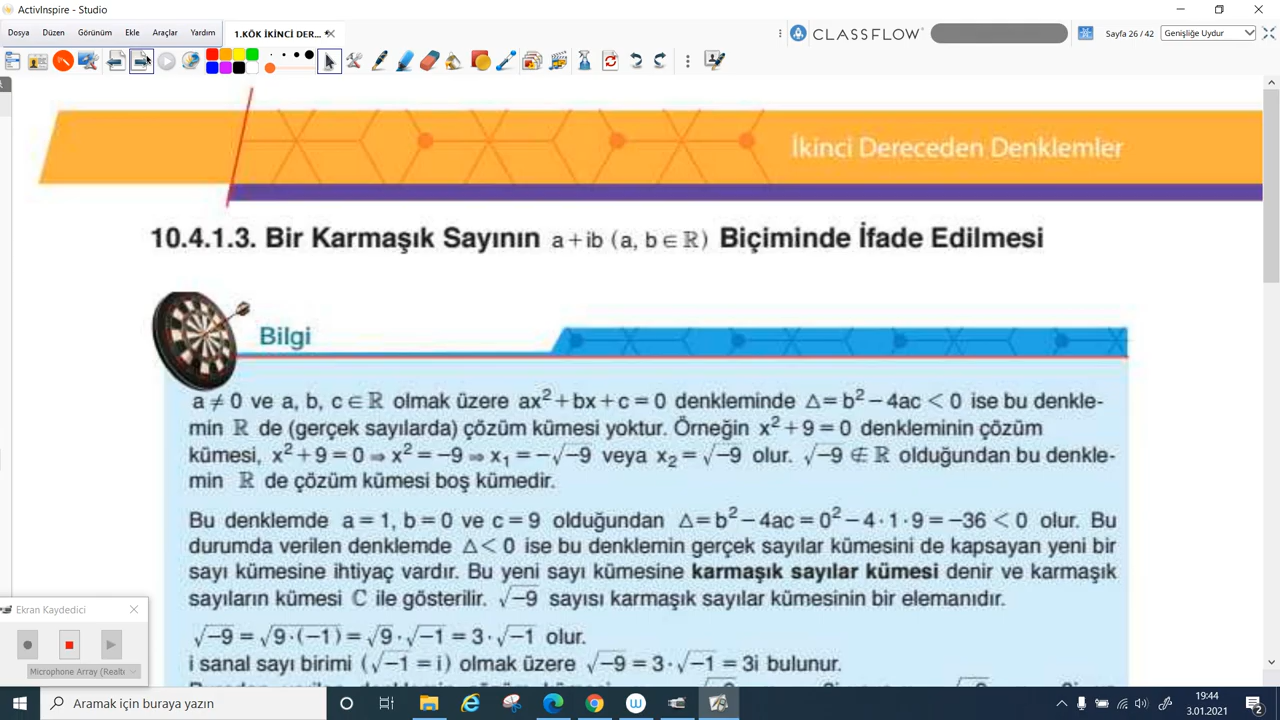 ActivInspire - Studio
Dosya Düzen Görünüm Ekle Araçlar Yardım
1.KÖK İKİNCİ DER...
CLASSFLOW
Sayfa 26 / 42
Genişliğe Uydur
İkinci Dereceden Denklemler
10.4.1.3. Bir Karmaşık Sayının a+ib (a, b∈ℝ) Biçiminde İfade Edilmesi
Bilgi
a ≠ 0 ve a, b, c∈ℝ olmak üzere ax²+bx+c=0 denkleminde Δ=b²−4ac<0 ise bu denkle-
min ℝ de (gerçek sayılarda) çözüm kümesi yoktur. Örneğin x²+9=0 denkleminin çözüm
kümesi, x²+9=0⇒x²=−9⇒x₁=−√−9 veya x₂=√−9 olur. √−9 ∉ ℝ olduğundan bu denkle-
min ℝ de çözüm kümesi boş kümedir.
Bu denklemde a=1, b=0 ve c=9 olduğundan Δ=b²−4ac=0²−4·1·9=−36<0 olur. Bu
durumda verilen denklemde Δ<0 ise bu denklemin gerçek sayılar kümesini de kapsayan yeni bir
sayı kümesine ihtiyaç vardır. Bu yeni sayı kümesine karmaşık sayılar kümesi denir ve karmaşık
sayıların kümesi ℂ ile gösterilir. √−9 sayısı karmaşık sayılar kümesinin bir elemanıdır.
√−9=√9·(−1)=√9·√−1=3·√−1 olur.
i sanal sayı birimi (√−1=i) olmak üzere √−9=3·√−1=3i bulunur.
Ekran Kaydedici
Microphone Array (Realt
Aramak için buraya yazın
19:44
3.01.2021
2